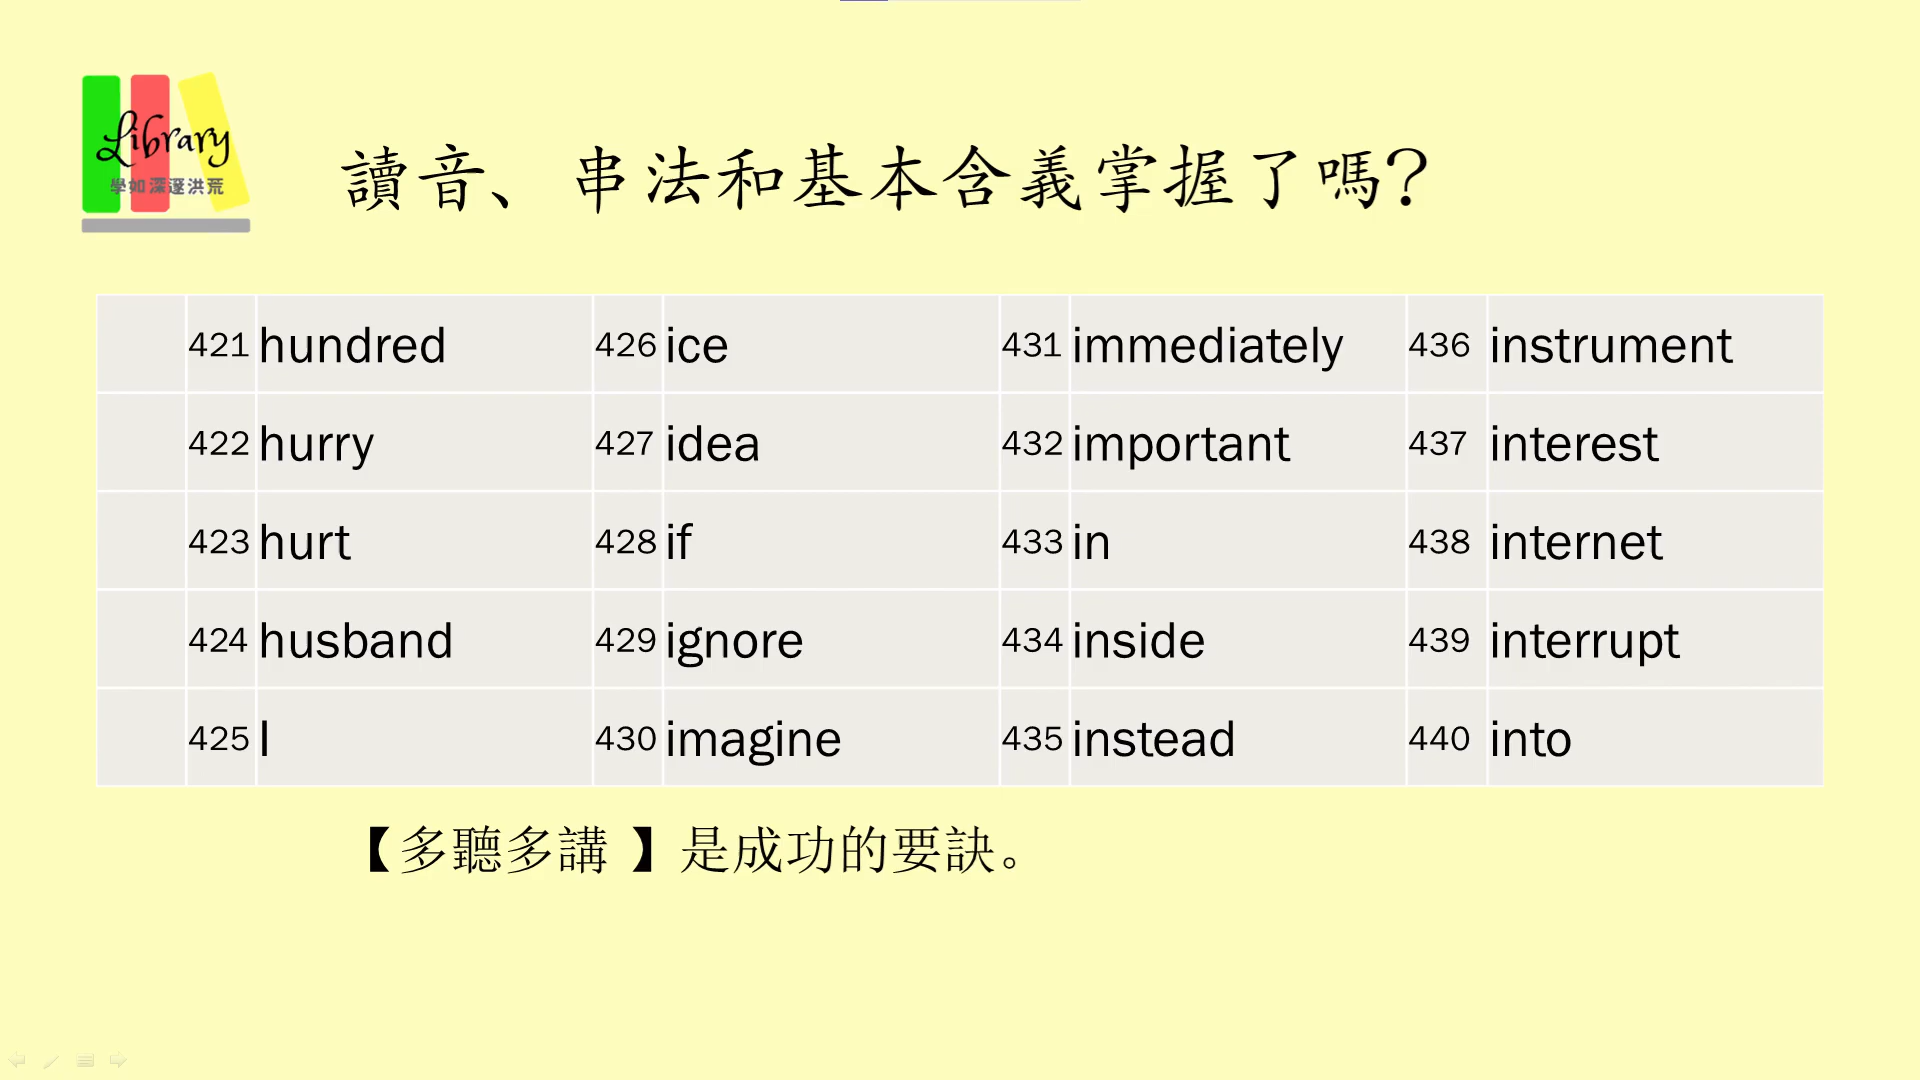 Library
學如深邃洪荒
讀音、串法和基本含義掌握了嗎?
421 hundred 426 ice 431 immediately 436 instrument
422 hurry 427 idea 432 important 437 interest
423 hurt 428 if 433 in 438 internet
424 husband 429 ignore 434 inside 439 interrupt
425 I 430 imagine 435 instead 440 into
【多聽多講 】是成功的要訣。